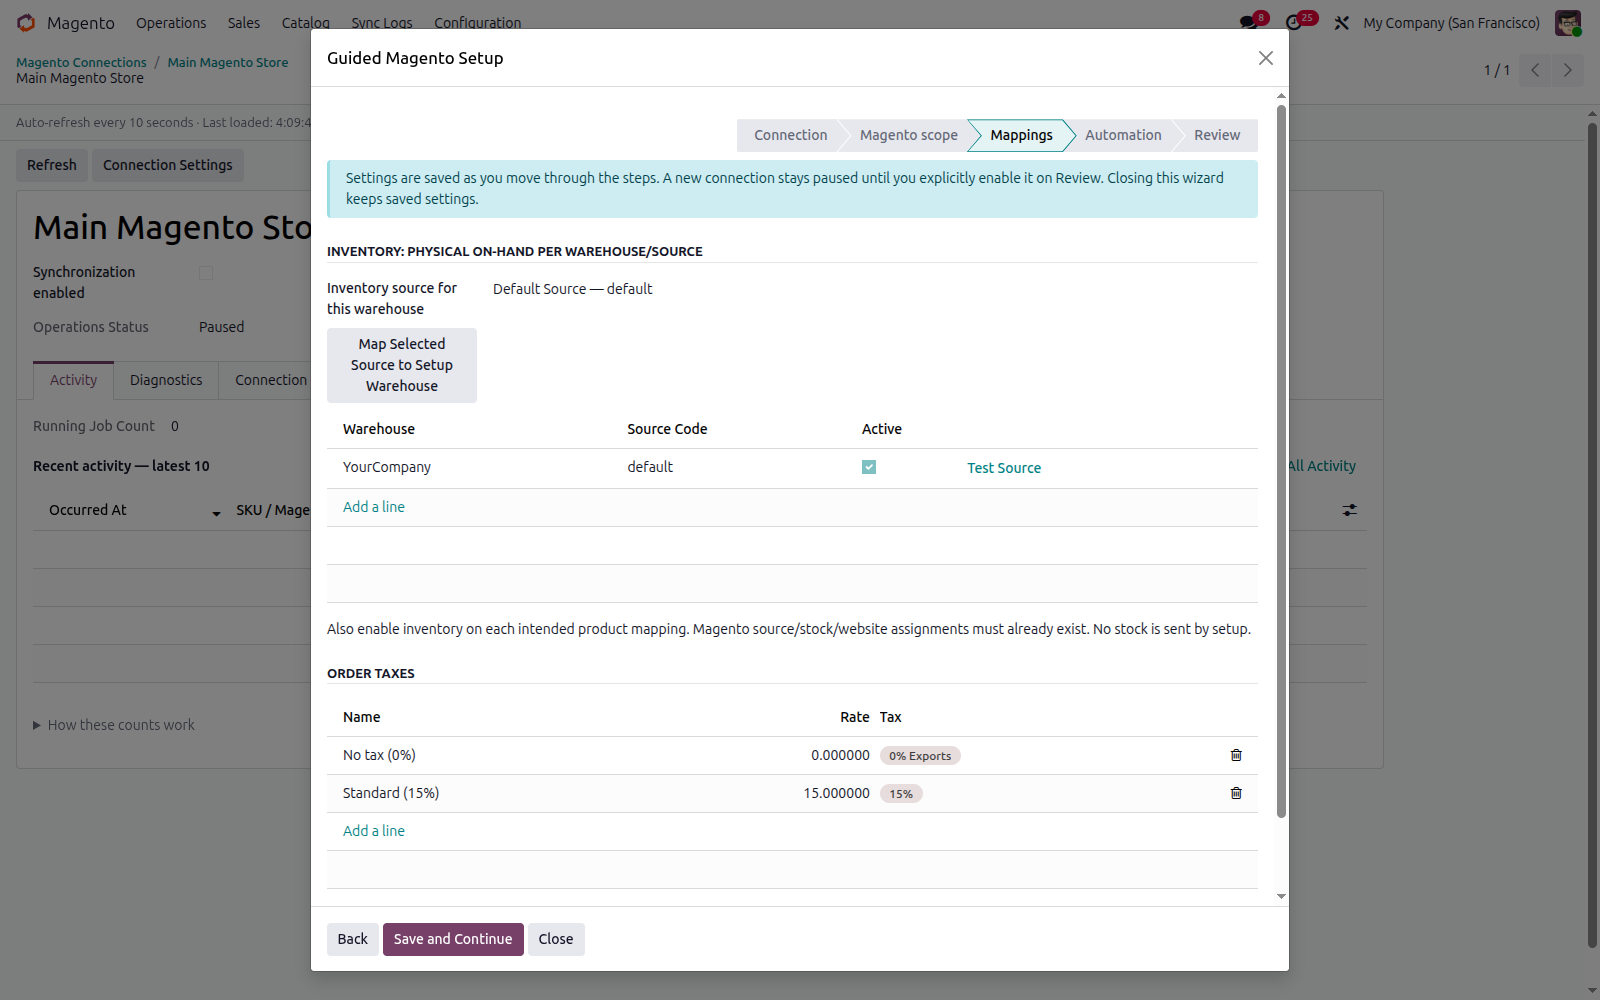 Magento Operations Sales Catalog Sync Logs Configuration 8 25 My Company (San Francisco)
Magento Connections / Main Magento Store
Main Magento Store
1 / 1
Auto-refresh every 10 seconds · Last loaded: 4:09:4
Refresh Connection Settings
Main Magento Sto
Synchronization
enabled
Operations Status Paused
Activity Diagnostics Connection
Running Job Count 0
Recent activity — latest 10
All Activity
Occurred At SKU / Mage
How these counts work
Guided Magento Setup
Connection Magento scope Mappings Automation Review
Settings are saved as you move through the steps. A new connection stays paused until you explicitly enable it on Review. Closing this wizard
keeps saved settings.
INVENTORY: PHYSICAL ON-HAND PER WAREHOUSE/SOURCE
Inventory source for
this warehouse
Default Source — default
Map Selected
Source to Setup
Warehouse
Warehouse Source Code Active
YourCompany default Test Source
Add a line
Also enable inventory on each intended product mapping. Magento source/stock/website assignments must already exist. No stock is sent by setup.
ORDER TAXES
Name Rate Tax
No tax (0%) 0.000000 0% Exports
Standard (15%) 15.000000 15%
Add a line
Back Save and Continue Close